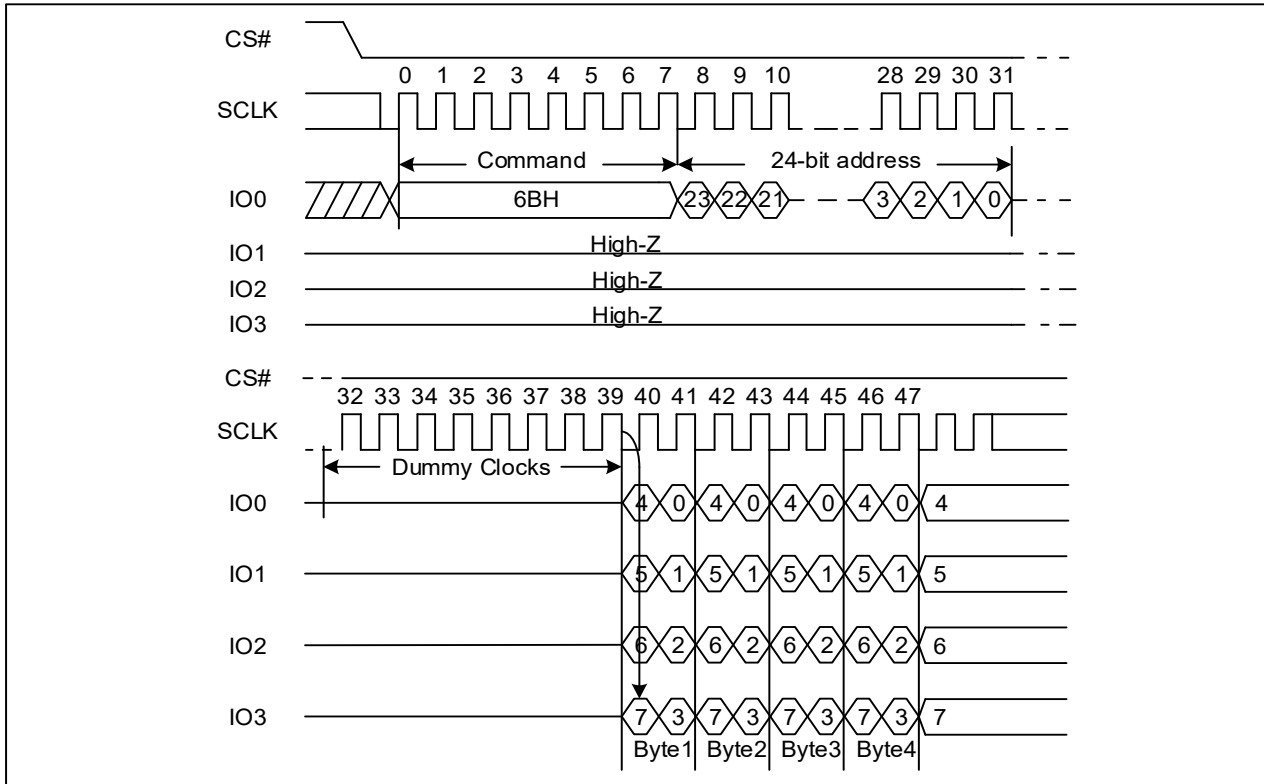 CS#
0 1 2 3 4 5 6 7 8 9 10 28 29 30 31
SCLK
Command 24-bit address
IO0 6BH 23 22 21 3 2 1 0
IO1 High-Z
IO2 High-Z
IO3 High-Z
CS#
32 33 34 35 36 37 38 39 40 41 42 43 44 45 46 47
SCLK
Dummy Clocks
IO0 4 0 4 0 4 0 4 0 4
IO1 5 1 5 1 5 1 5 1 5
IO2 6 2 6 2 6 2 6 2 6
IO3 7 3 7 3 7 3 7 3 7
Byte1 Byte2 Byte3 Byte4